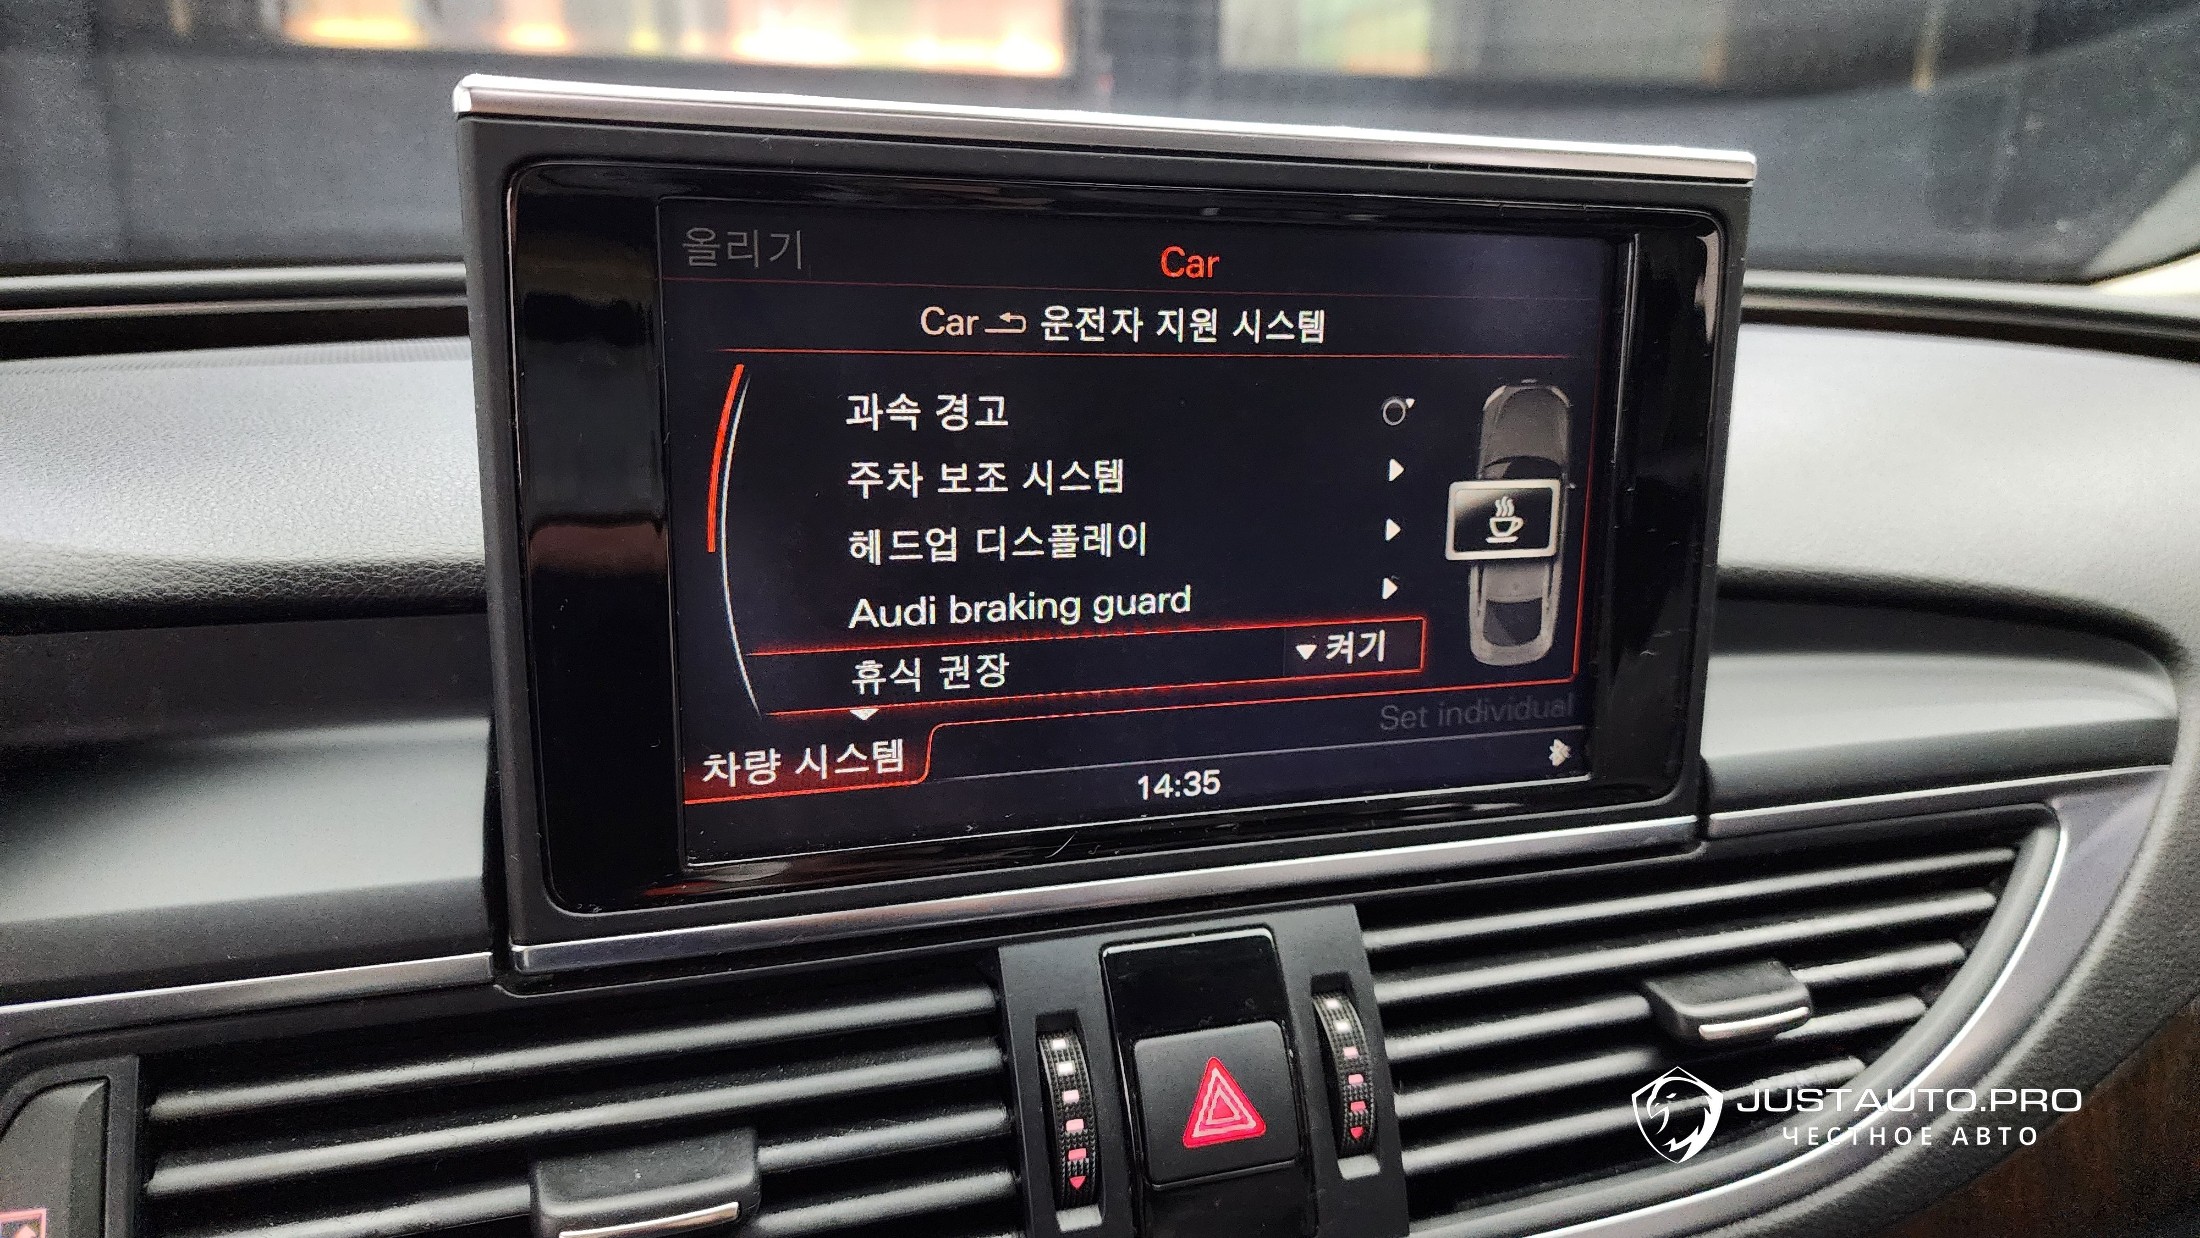 올리기
Car
Car 운전자 지원 시스템
과속 경고
주차 보조 시스템
헤드업 디스플레이
Audi braking guard
휴식 권장 켜기
Set individual
차량 시스템
14:35
JUSTAUTO.PRO
ЧЕСТНОЕ АВТО